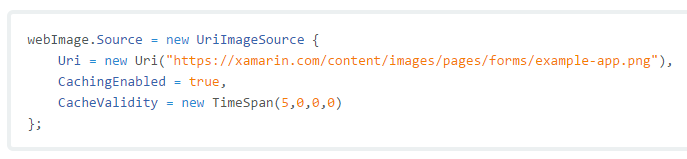 webImage.Source = new UriImageSource {
    Uri = new Uri("https://xamarin.com/content/images/pages/forms/example-app.png"),
    CachingEnabled = true,
    CacheValidity = new TimeSpan(5,0,0,0)
};